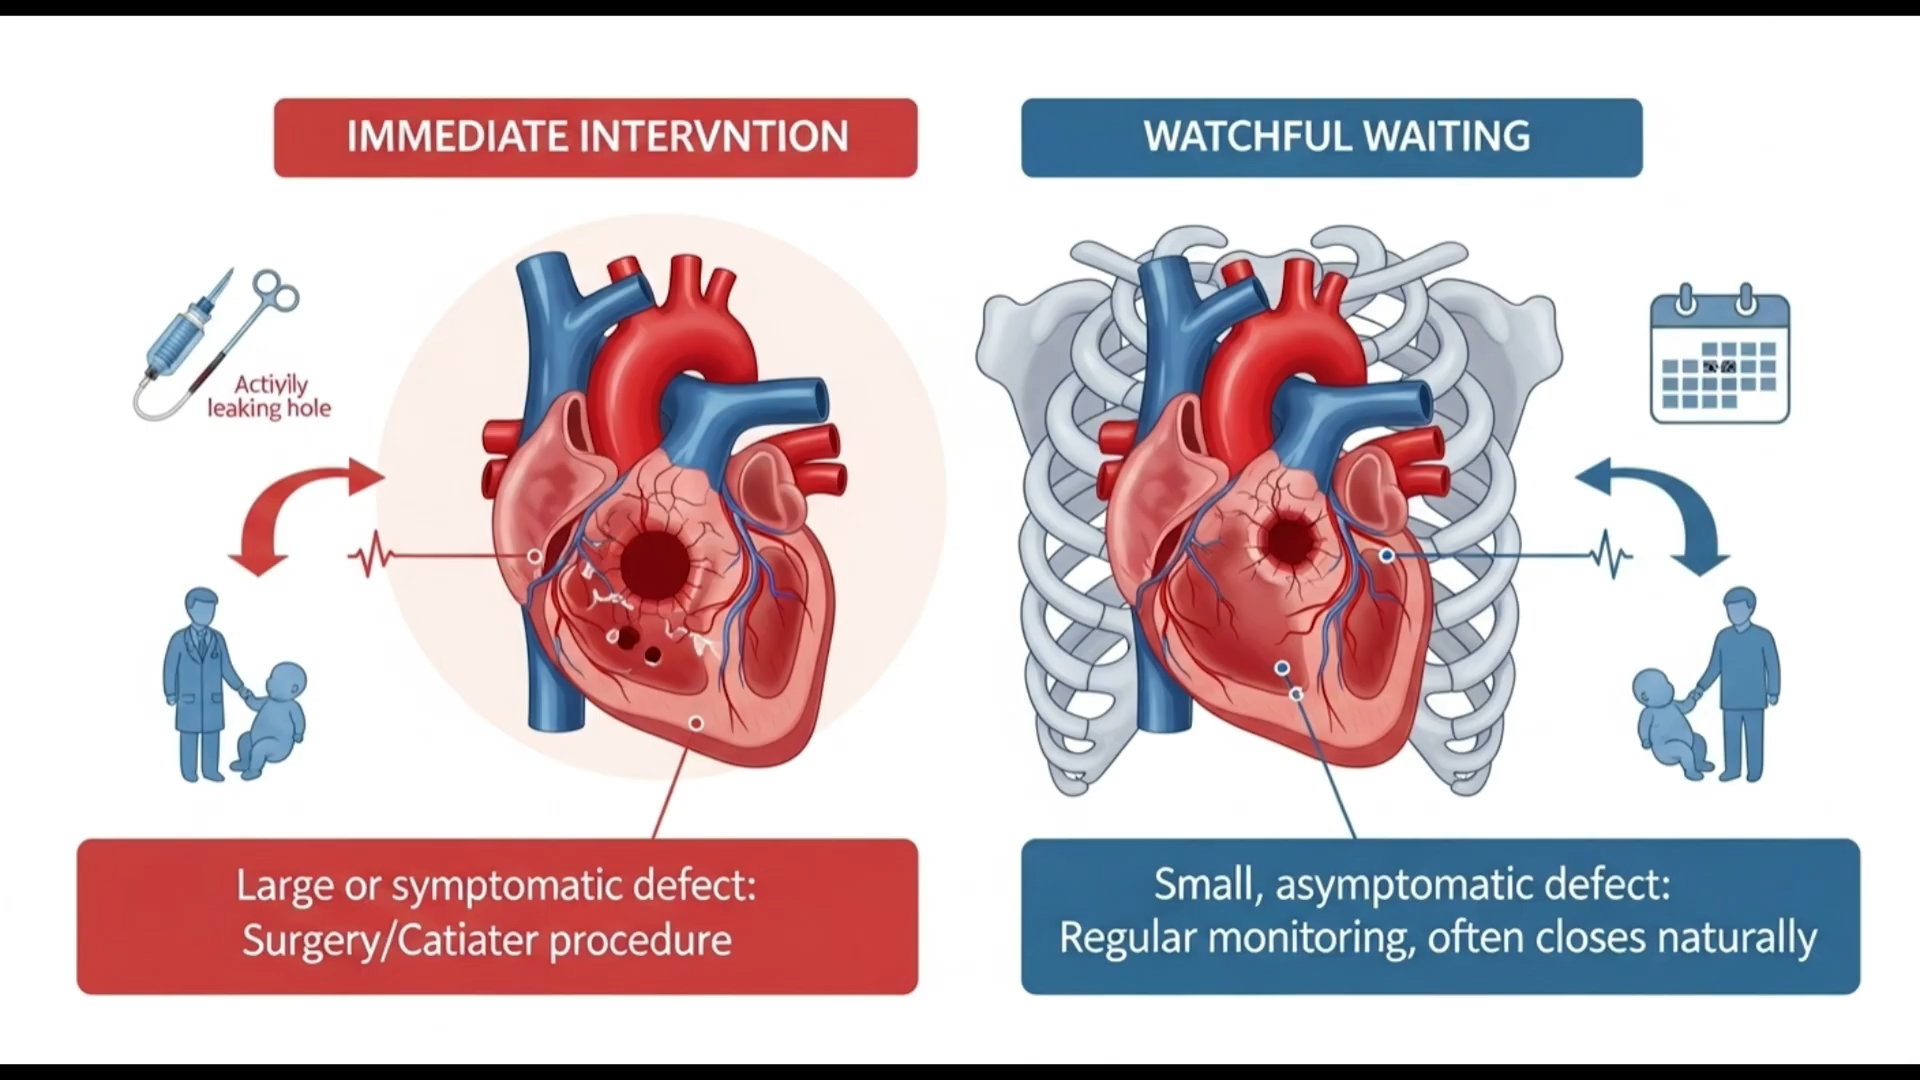 IMMEDIATE INTERVNTION
WATCHFUL WAITING
Activily
leaking hole
Large or symptomatic defect:
Surgery/Catiater procedure
Small, asymptomatic defect:
Regular monitoring, often closes naturally